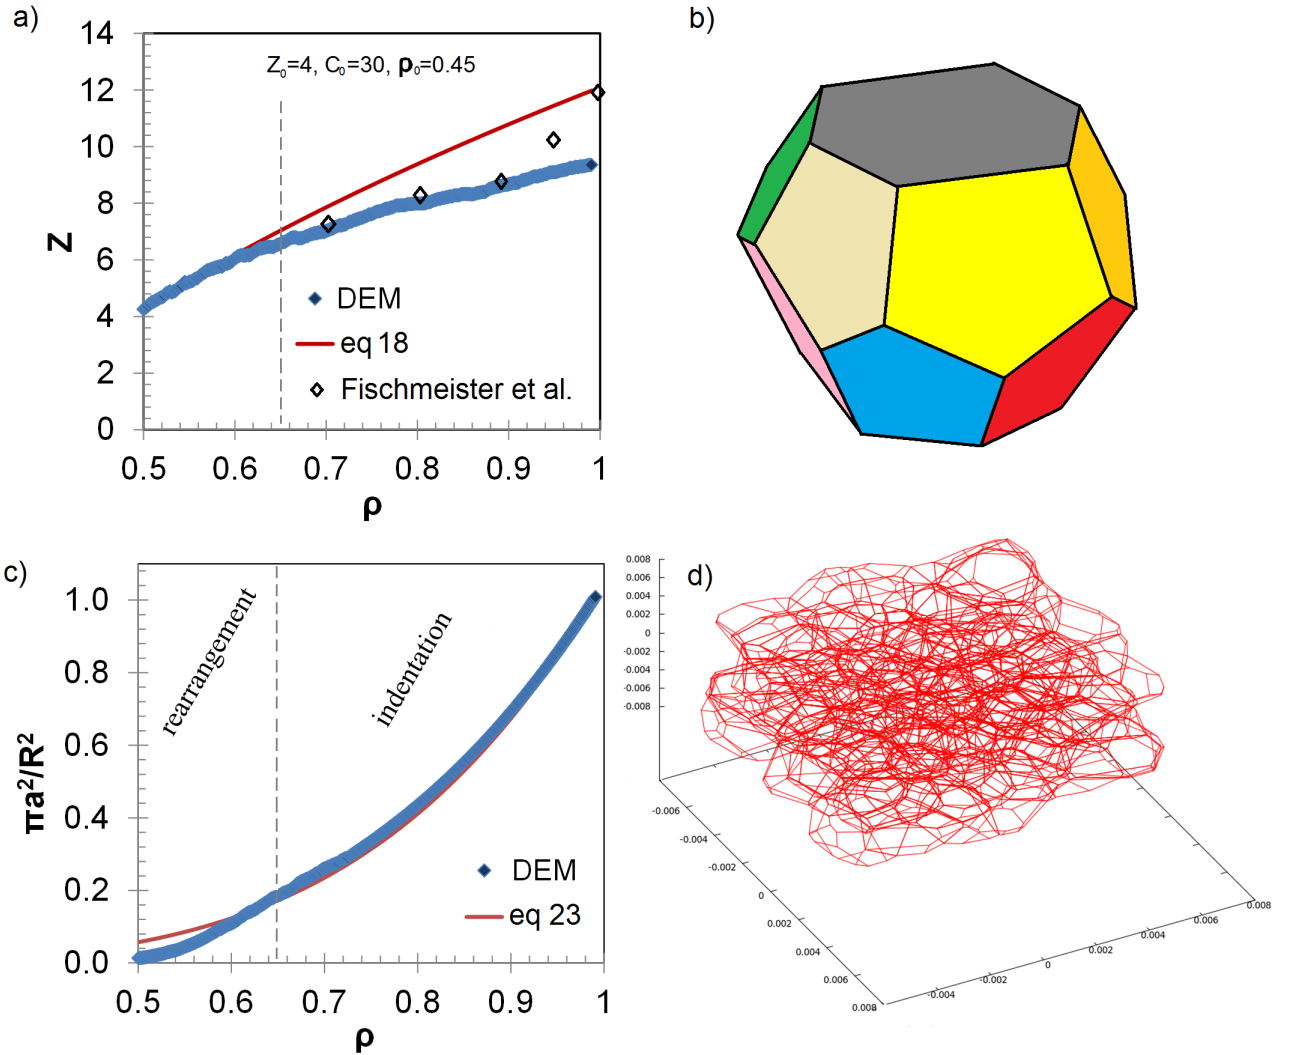 a)
14
12
10
8
6
4
2
0
Z
Z₀=4, C₀=30, ρ₀=0.45
DEM
eq 18
Fischmeister et al.
0.5 0.6 0.7 0.8 0.9 1
ρ
b)
c)
1.0
0.8
0.6
0.4
0.2
0.0
πa²/R²
rearrangement
indentation
DEM
eq 23
0.5 0.6 0.7 0.8 0.9 1
ρ
d)
0.008
0.006
0.004
0.002
0
-0.002
-0.004
-0.006
-0.008
-0.006
-0.004
-0.002
0
0.002
0.004
0.006
0.008
-0.004
-0.002
0
0.002
0.004
0.006
0.008